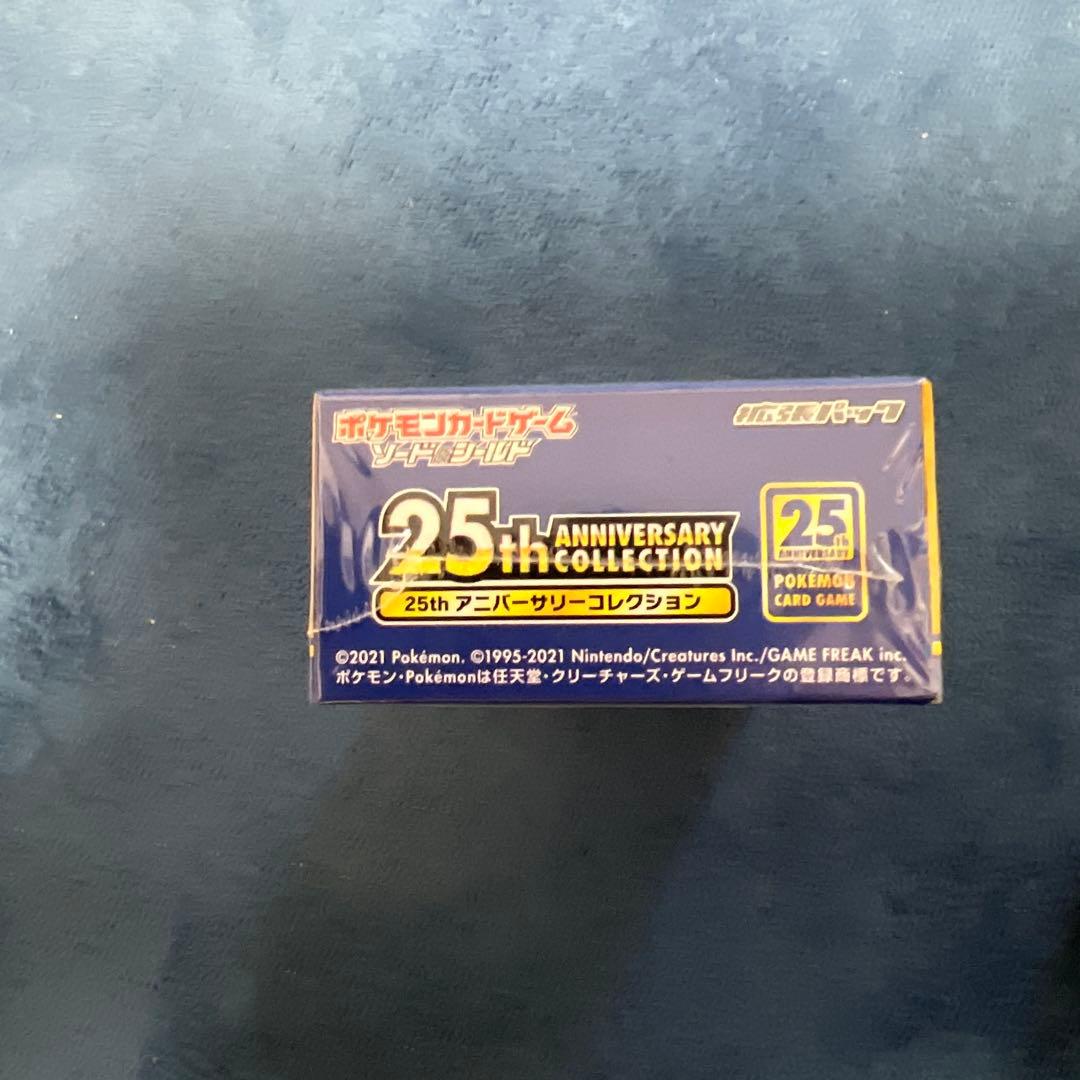 ポケモンカードゲーム
ソード&シールド
拡張パック
25th ANNIVERSARY COLLECTION
25th アニバーサリーコレクション
25th
ANNIVERSARY
POKÉMON
CARD GAME
©2021 Pokémon. ©1995-2021 Nintendo/Creatures Inc./GAME FREAK inc.
ポケモン・Pokémonは任天堂・クリーチャーズ・ゲームフリークの登録商標です。